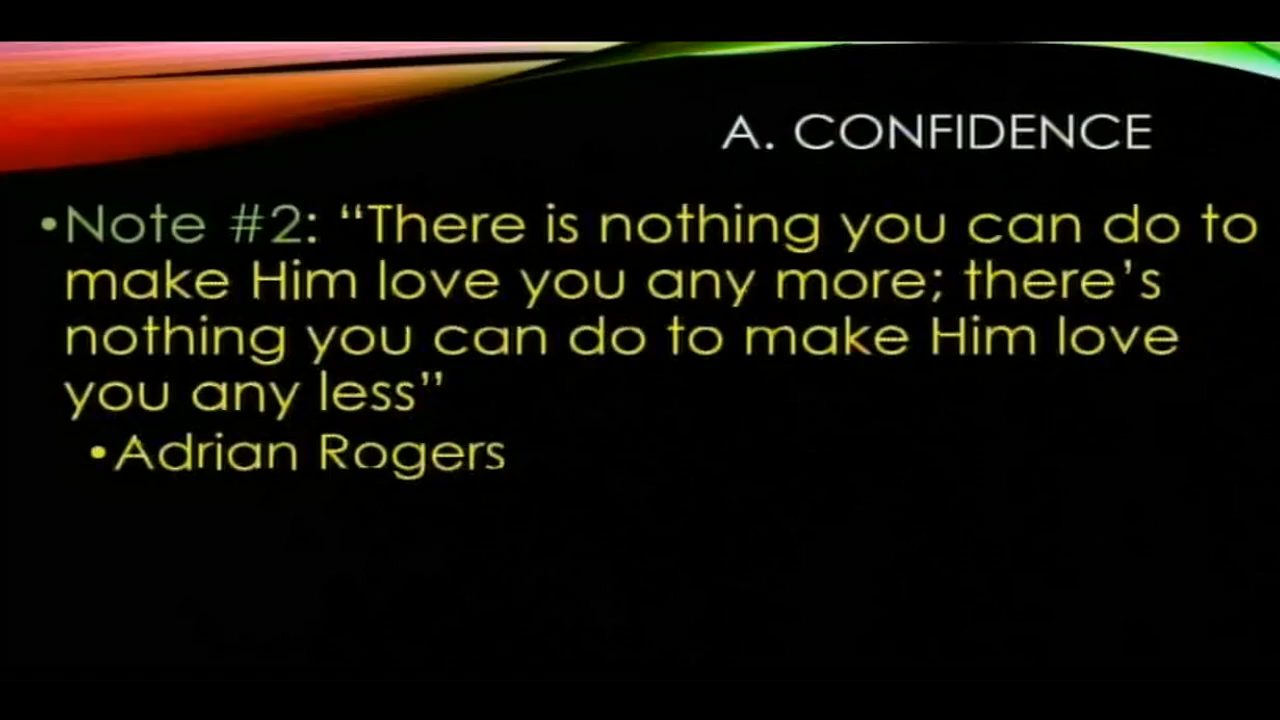 A. CONFIDENCE
•Note #2: “There is nothing you can do to
make Him love you any more; there’s
nothing you can do to make Him love
you any less”
•Adrian Rogers